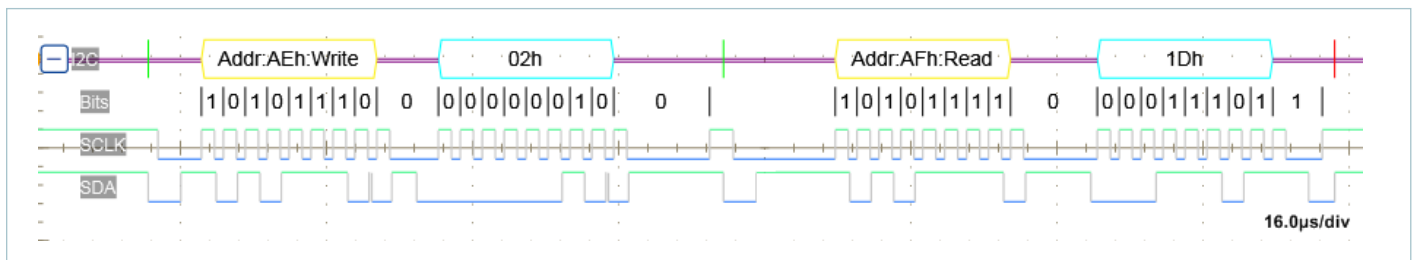 I2C Addr:AEh:Write 02h Addr:AFh:Read 1Dh
Bits 1 0 1 0 1 1 1 0 0 0 0 0 0 0 0 1 0 0 1 0 1 0 1 1 1 1 0 0 0 0 1 1 1 0 1 1
SCLK
SDA
16.0µs/div